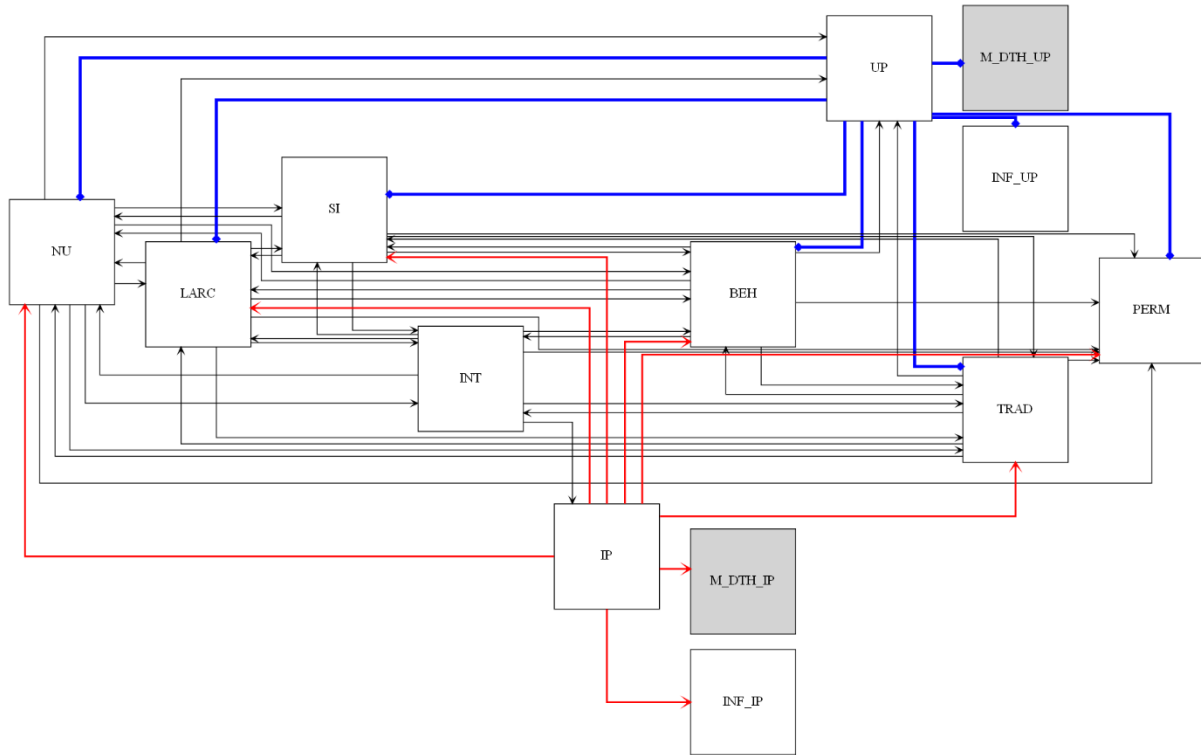 UP
M_DTH_UP
INF_UP
SI
NU
LARC
BEH
PERM
INT
TRAD
IP
M_DTH_IP
INF_IP